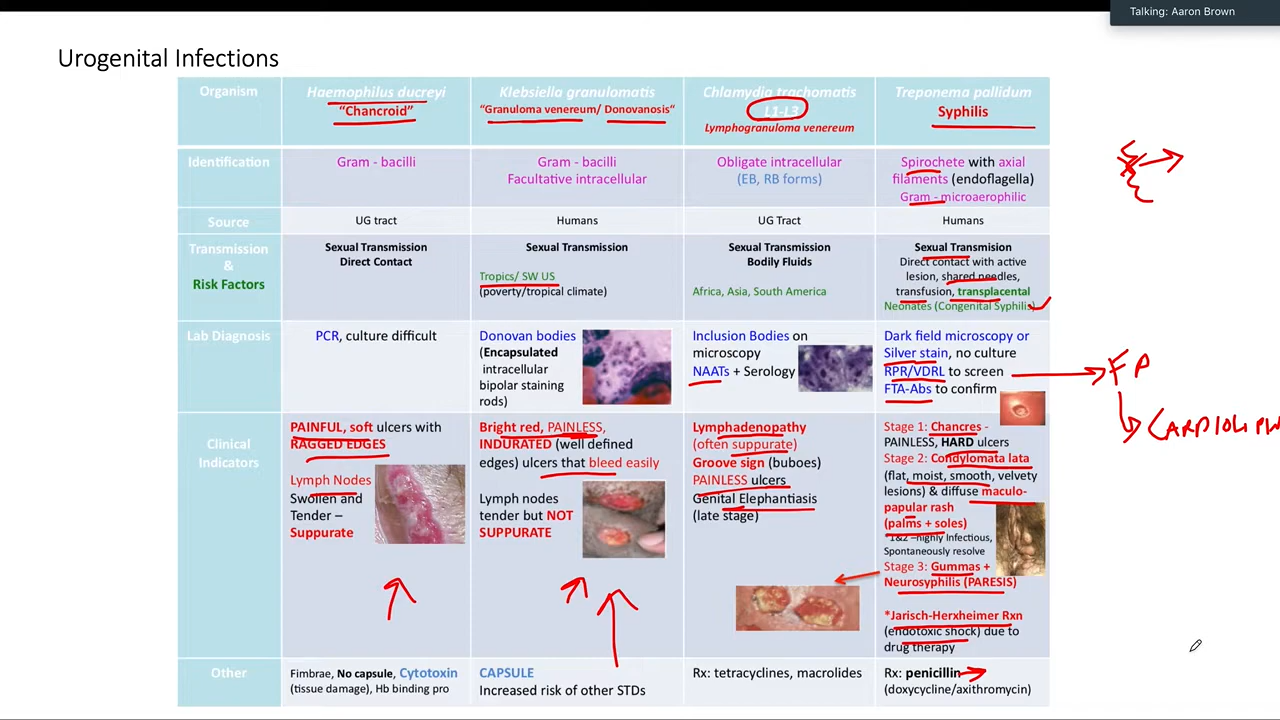 Talking: Aaron Brown
Urogenital Infections
Organism
Haemophilus ducreyi
"Chancroid"
Klebsiella granulomatis
"Granuloma venereum/ Donovanosis"
Chlamydia trachomatis
L1-L3
Lymphogranuloma venereum
Treponema pallidum
Syphilis
Identification
Gram - bacilli
Gram - bacilli
Facultative intracellular
Obligate intracellular
(EB, RB forms)
Spirochete with axial
filaments (endoflagella)
Gram - microaerophilic
Source
UG tract
Humans
UG Tract
Humans
Transmission
&
Risk Factors
Sexual Transmission
Direct Contact
Sexual Transmission
Tropics/ SW US
(poverty/tropical climate)
Sexual Transmission
Bodily Fluids
Africa, Asia, South America
Sexual Transmision
Direct contact with active
lesion, shared needles,
transfusion, transplacental
Neonates (Congenital Syphilis)
Lab Diagnosis
PCR, culture difficult
Donovan bodies
(Encapsulated
intracellular
bipolar staining
rods)
Inclusion Bodies on
microscopy
NAATs + Serology
Dark field microscopy or
Silver stain, no culture
RPR/VDRL to screen
FTA-Abs to confirm
FP
Clinical
Indicators
PAINFUL, soft ulcers with
RAGGED EDGES
Lymph Nodes
Swollen and
Tender –
Suppurate
Bright red, PAINLESS,
INDURATED (well defined
edges) ulcers that bleed easily
Lymph nodes
tender but NOT
SUPPURATE
Lymphadenopathy
(often suppurate)
Groove sign (buboes)
PAINLESS ulcers
Genital Elephantiasis
(late stage)
Stage 1: Chancres -
PAINLESS, HARD ulcers
Stage 2: Condylomata lata
(flat, moist, smooth, velvety
lesions) & diffuse maculo-
papular rash
(palms + soles)
*1&2 –highly Infectious,
Spontaneously resolve
Stage 3: Gummas +
Neurosyphilis (PARESIS)
*Jarisch-Herxheimer Rxn
(endotoxic shock) due to
drug therapy
Other
Fimbrae, No capsule, Cytotoxin
(tissue damage), Hb binding pro
CAPSULE
Increased risk of other STDs
Rx: tetracyclines, macrolides
Rx: penicillin
(doxycycline/axithromycin)